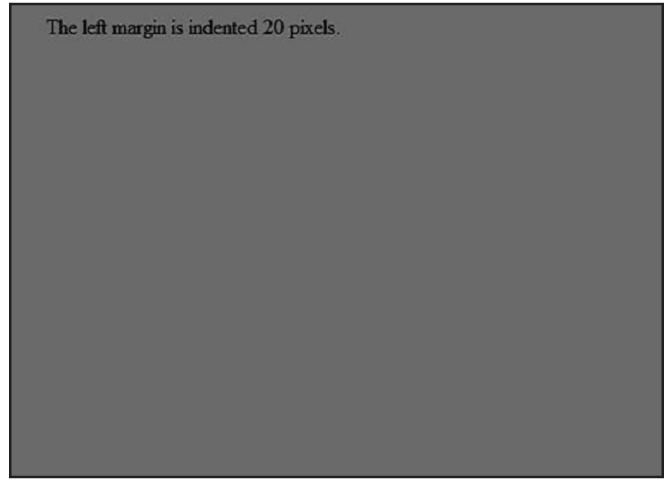 The left margin is indented 20 pixels.